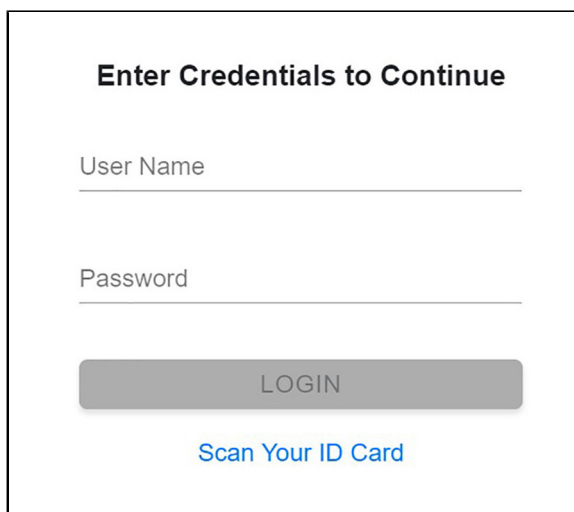 Enter Credentials to Continue
User Name
Password
LOGIN
Scan Your ID Card